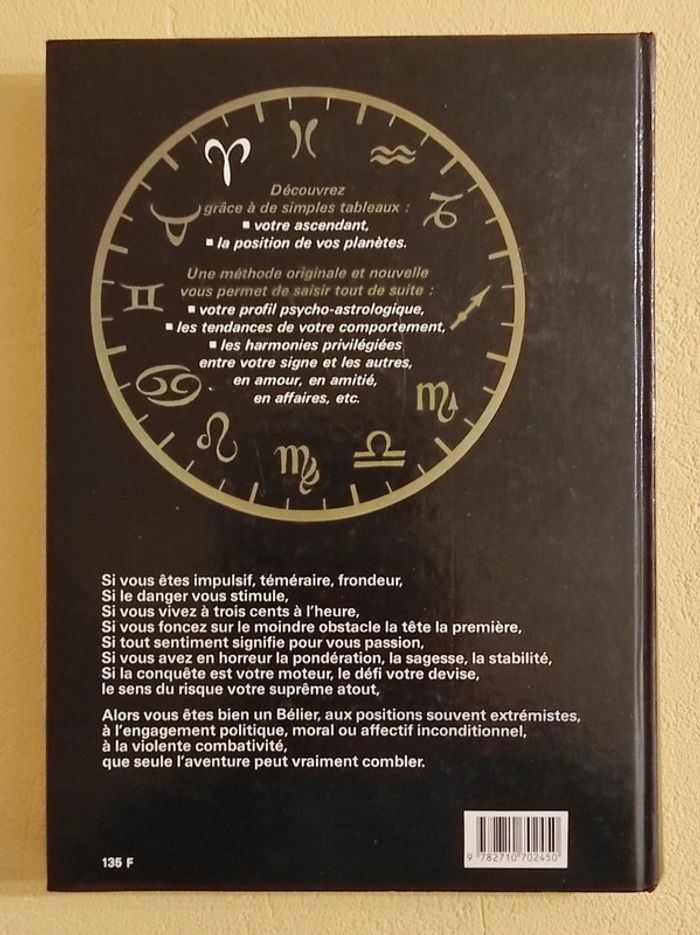 Découvrez
grâce à de simples tableaux :
▪ votre ascendant,
▪ la position de vos planètes.
Une méthode originale et nouvelle
vous permet de saisir tout de suite :
▪ votre profil psycho-astrologique,
▪ les tendances de votre comportement,
▪ les harmonies privilégiées
entre votre signe et les autres,
en amour, en amitié,
en affaires, etc.
Si vous êtes impulsif, téméraire, frondeur,
Si le danger vous stimule,
Si vous vivez à trois cents à l'heure,
Si vous foncez sur le moindre obstacle la tête la première,
Si tout sentiment signifie pour vous passion,
Si vous avez en horreur la pondération, la sagesse, la stabilité,
Si la conquête est votre moteur, le défi votre devise,
le sens du risque votre suprême atout,
Alors vous êtes bien un Bélier, aux positions souvent extrémistes,
à l'engagement politique, moral ou affectif inconditionnel,
à la violente combativité,
que seule l'aventure peut vraiment combler.
135 F
9 782710 702450